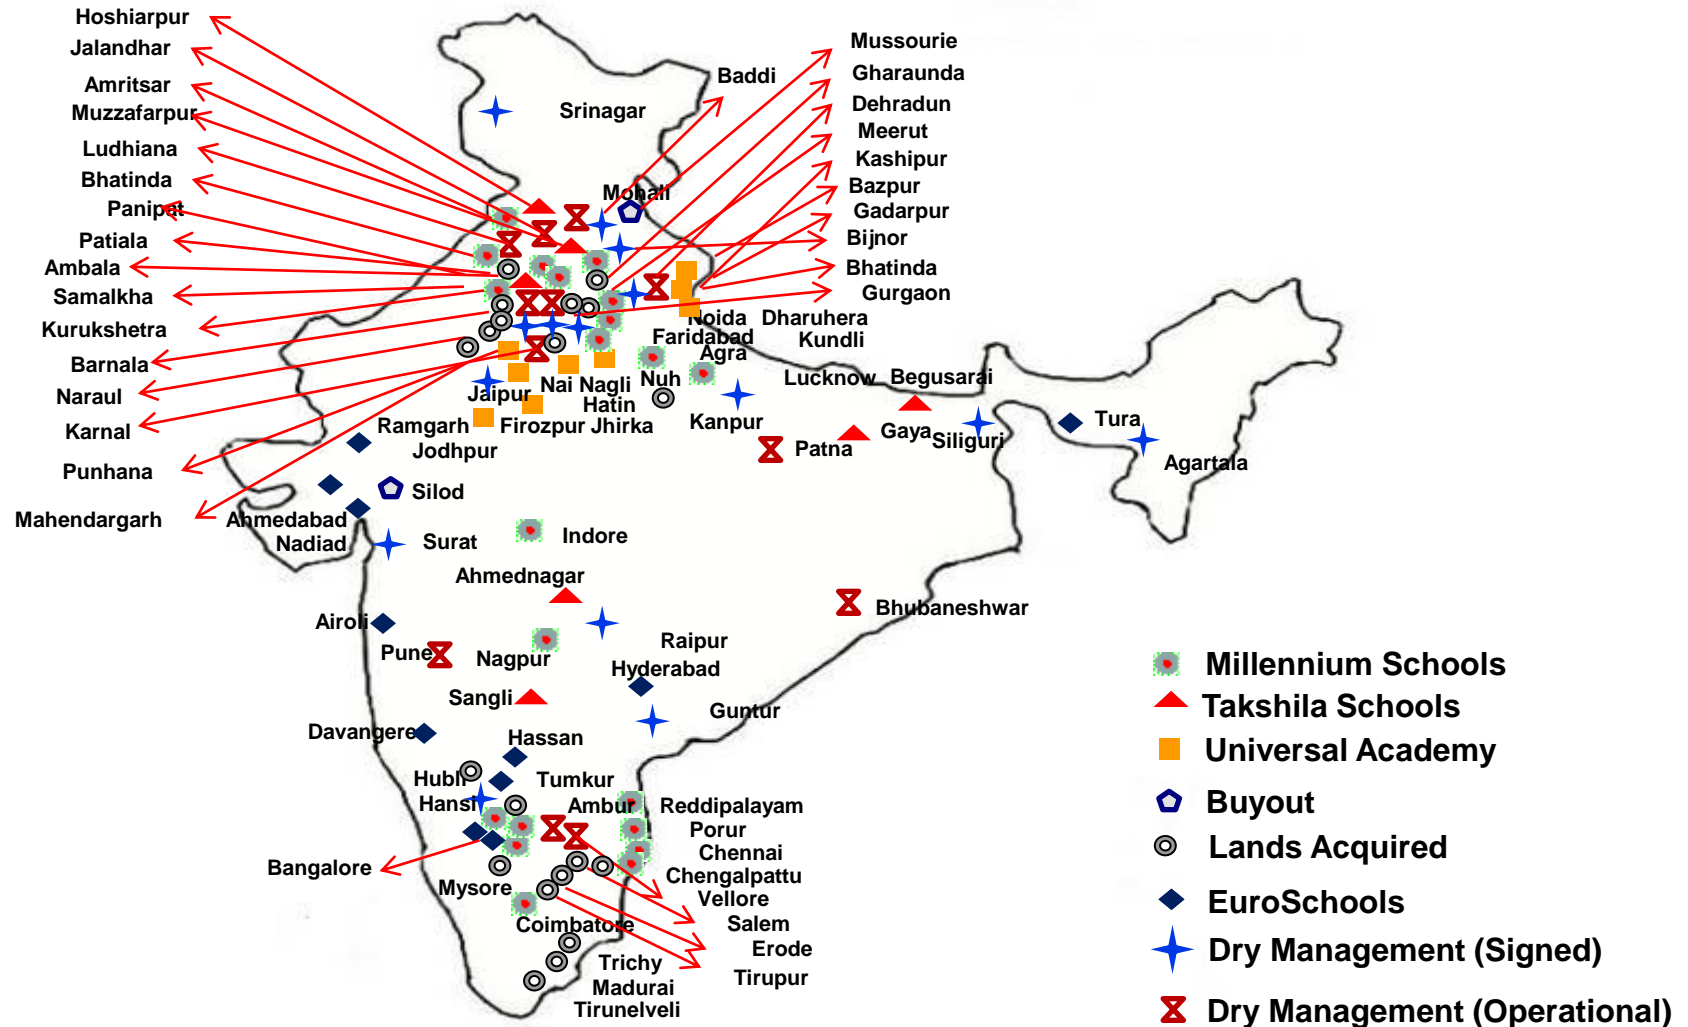 Hoshiarpur
Jalandhar
Amritsar
Muzzafarpur
Ludhiana
Bhatinda
Panipat
Patiala
Ambala
Samalkha
Kurukshetra
Barnala
Naraul
Karnal
Punhana
Mahendargarh
Baddi
Srinagar
Mohali
Mussourie
Gharaunda
Dehradun
Meerut
Kashipur
Bazpur
Gadarpur
Bijnor
Bhatinda
Gurgaon
Noida Dharuhera
Faridabad Kundli
Agra
Lucknow Begusarai
Nai Nagli Nuh
Jaipur
Hatin
Kanpur
Ramgarh Firozpur Jhirka
Jodhpur
Patna
Gaya
Siliguri
Tura
Agartala
Silod
Ahmedabad
Nadiad
Surat
Indore
Ahmednagar
Bhubaneshwar
Airoli
Pune
Nagpur
Raipur
Hyderabad
Sangli
Guntur
Davangere
Hassan
Hubli
Tumkur
Hansi
Ambur
Reddipalayam
Porur
Chennai
Chengalpattu
Bangalore
Mysore
Vellore
Coimbatore
Salem
Erode
Tirupur
Trichy
Madurai
Tirunelveli
Millennium Schools
Takshila Schools
Universal Academy
Buyout
Lands Acquired
EuroSchools
Dry Management (Signed)
Dry Management (Operational)